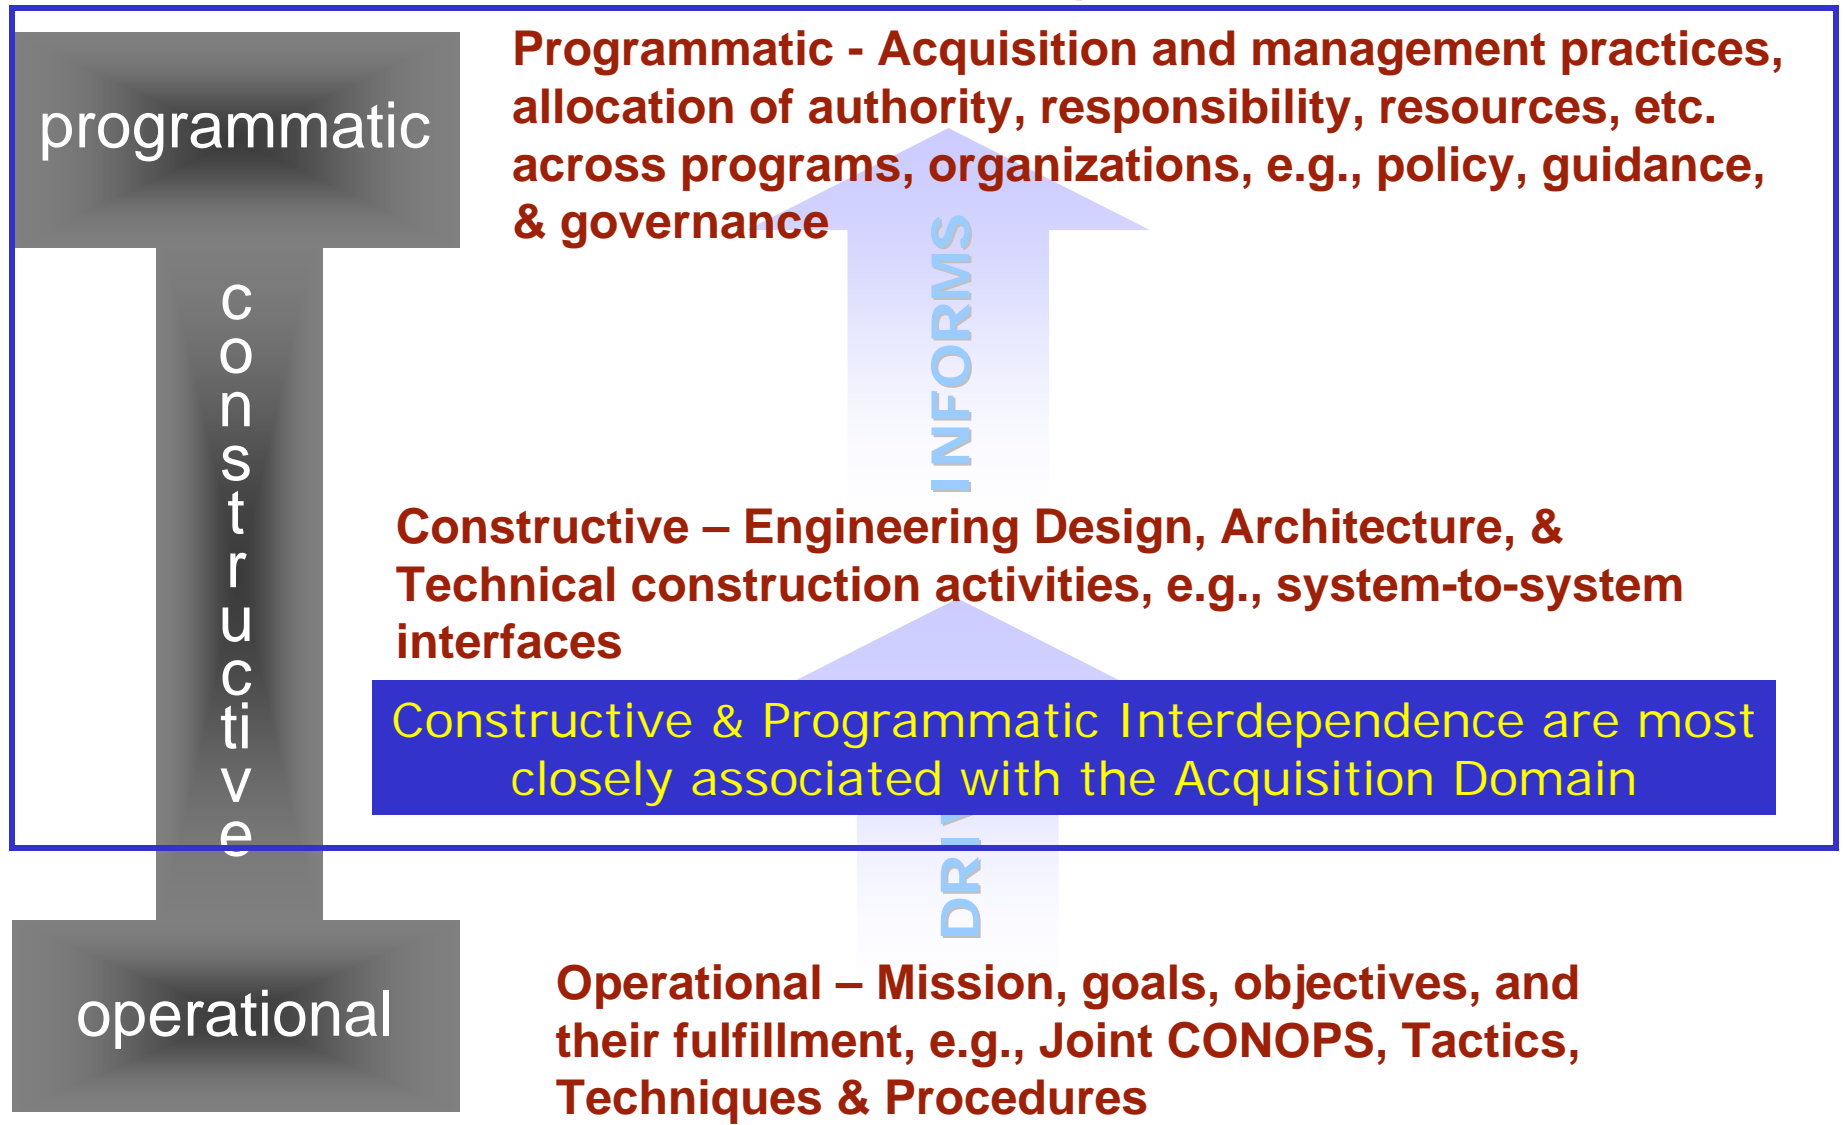 programmatic
Programmatic - Acquisition and management practices,
allocation of authority, responsibility, resources, etc.
across programs, organizations, e.g., policy, guidance,
& governance
INFORMS
constructive
Constructive – Engineering Design, Architecture, &
Technical construction activities, e.g., system-to-system
interfaces
Constructive & Programmatic Interdependence are most
closely associated with the Acquisition Domain
operational
Operational – Mission, goals, objectives, and
their fulfillment, e.g., Joint CONOPS, Tactics,
Techniques & Procedures